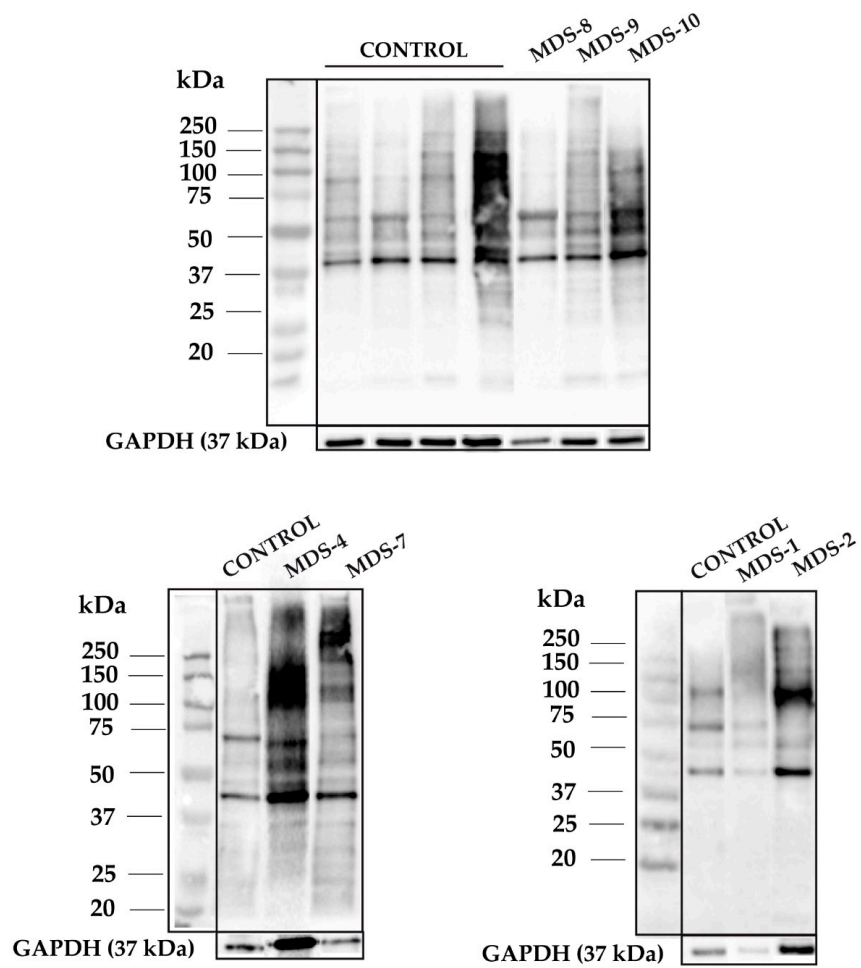 CONTROL MDS-8 MDS-9 MDS-10
kDa
250
150
100
75
50
37
25
20
GAPDH (37 kDa)
CONTROL MDS-4 MDS-7
kDa
250
150
100
75
50
37
25
20
GAPDH (37 kDa)
CONTROL MDS-1 MDS-2
kDa
250
150
100
75
50
37
25
20
GAPDH (37 kDa)